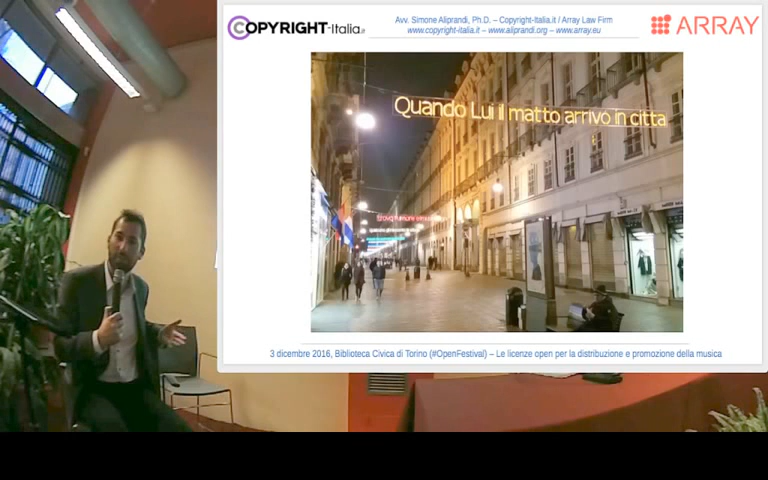 COPYRIGHT-Italia.it
Avv. Simone Aliprandi, Ph.D. – Copyright-Italia.it / Array Law Firm
www.copyright-italia.it – www.aliprandi.org – www.array.eu
ARRAY
Quando Lui il matto arrivo in citta
3 dicembre 2016, Biblioteca Civica di Torino (#OpenFestival) – Le licenze open per la distribuzione e promozione della musica